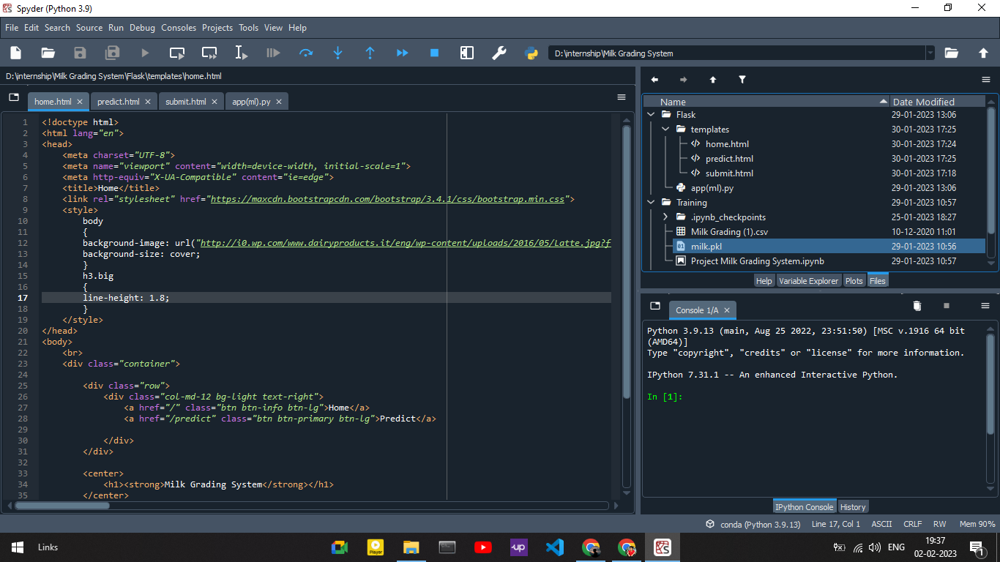 Spyder (Python 3.9)
File Edit Search Source Run Debug Consoles Projects Tools View Help
D:\internship\Milk Grading System
D:\internship\Milk Grading System\Flask\templates\home.html
home.html predict.html submit.html app(ml).py
1 <!doctype html>
2 <html lang="en">
3 <head>
4 <meta charset="UTF-8">
5 <meta name="viewport" content="width=device-width, initial-scale=1">
6 <meta http-equiv="X-UA-Compatible" content="ie=edge">
7 <title>Home</title>
8 <link rel="stylesheet" href="https://maxcdn.bootstrapcdn.com/bootstrap/3.4.1/css/bootstrap.min.css">
9 <style>
10 body
11 {
12 background-image: url("http://i0.wp.com/www.dairyproducts.it/eng/wp-content/uploads/2016/05/Latte.jpg?f
13 background-size: cover;
14 }
15 h3.big
16 {
17 line-height: 1.8;
18 }
19 </style>
20 </head>
21 <body>
22 <br>
23 <div class="container">
24
25 <div class="row">
26 <div class="col-md-12 bg-light text-right">
27 <a href="/" class="btn btn-info btn-lg">Home</a>
28 <a href="/predict" class="btn btn-primary btn-lg">Predict</a>
29
30 </div>
31 </div>
32
33 <center>
34 <h1><strong>Milk Grading System</strong></h1>
35 </center>
Name Date Modified
Flask 29-01-2023 13:06
templates 30-01-2023 17:25
home.html 30-01-2023 17:24
predict.html 30-01-2023 17:25
submit.html 30-01-2023 17:18
app(ml).py 29-01-2023 13:06
Training 29-01-2023 10:57
.ipynb_checkpoints 25-01-2023 18:27
Milk Grading (1).csv 10-12-2020 11:01
milk.pkl 29-01-2023 10:56
Project Milk Grading System.ipynb 29-01-2023 10:57
Help Variable Explorer Plots Files
Console 1/A
Python 3.9.13 (main, Aug 25 2022, 23:51:50) [MSC v.1916 64 bit
(AMD64)]
Type "copyright", "credits" or "license" for more information.
IPython 7.31.1 -- An enhanced Interactive Python.
In [1]:
IPython Console History
conda (Python 3.9.13) Line 17, Col 1 ASCII CRLF RW Mem 90%
Links
Player
up
ENG
19:37
02-02-2023
1